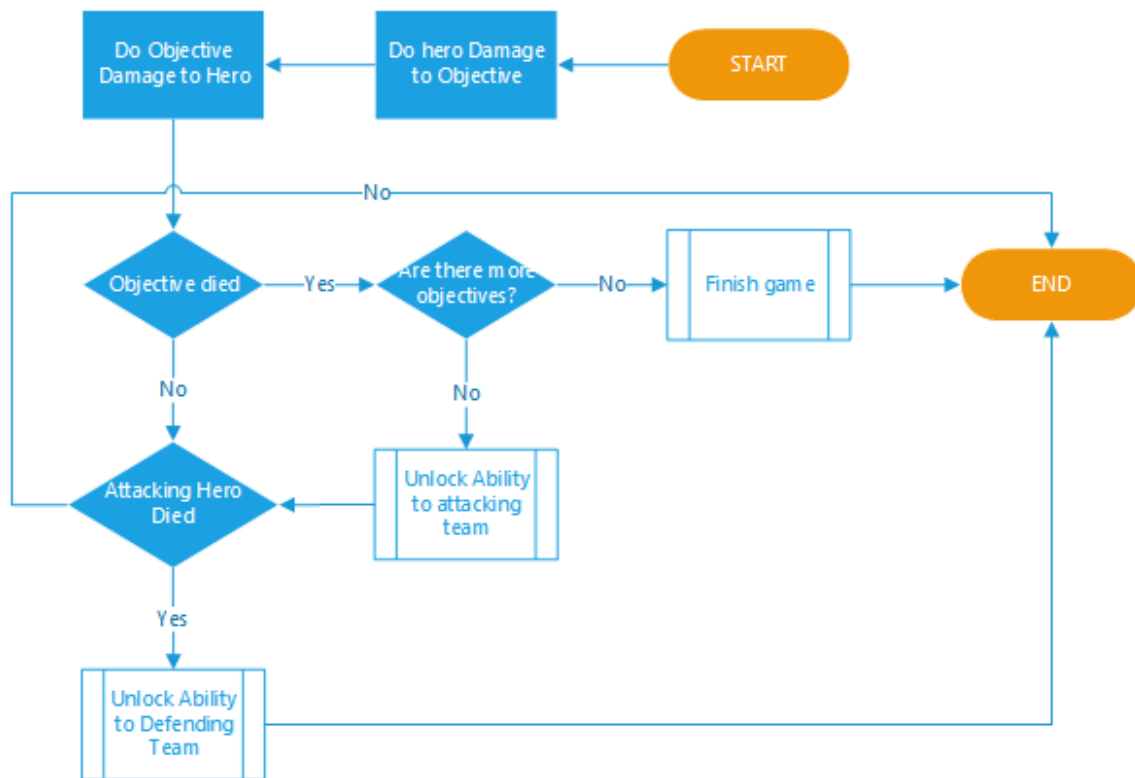 Do Objective
Damage to Hero
Do hero Damage
to Objective
START
No
Objective died
Yes
Are there more
objectives?
No
Finish game
END
No
No
Attacking Hero
Died
Unlock Ability
to attacking
team
Yes
Unlock Ability
to Defending
Team